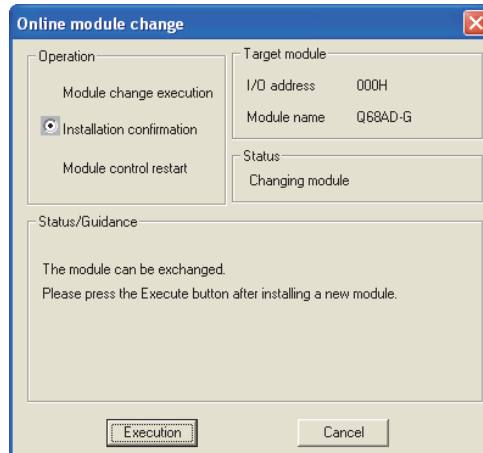 Online module change
Operation
Module change execution
Installation confirmation
Module control restart
Target module
I/O address 000H
Module name Q68AD-G
Status
Changing module
Status/Guidance
The module can be exchanged.
Please press the Execute button after installing a new module.
Execution
Cancel